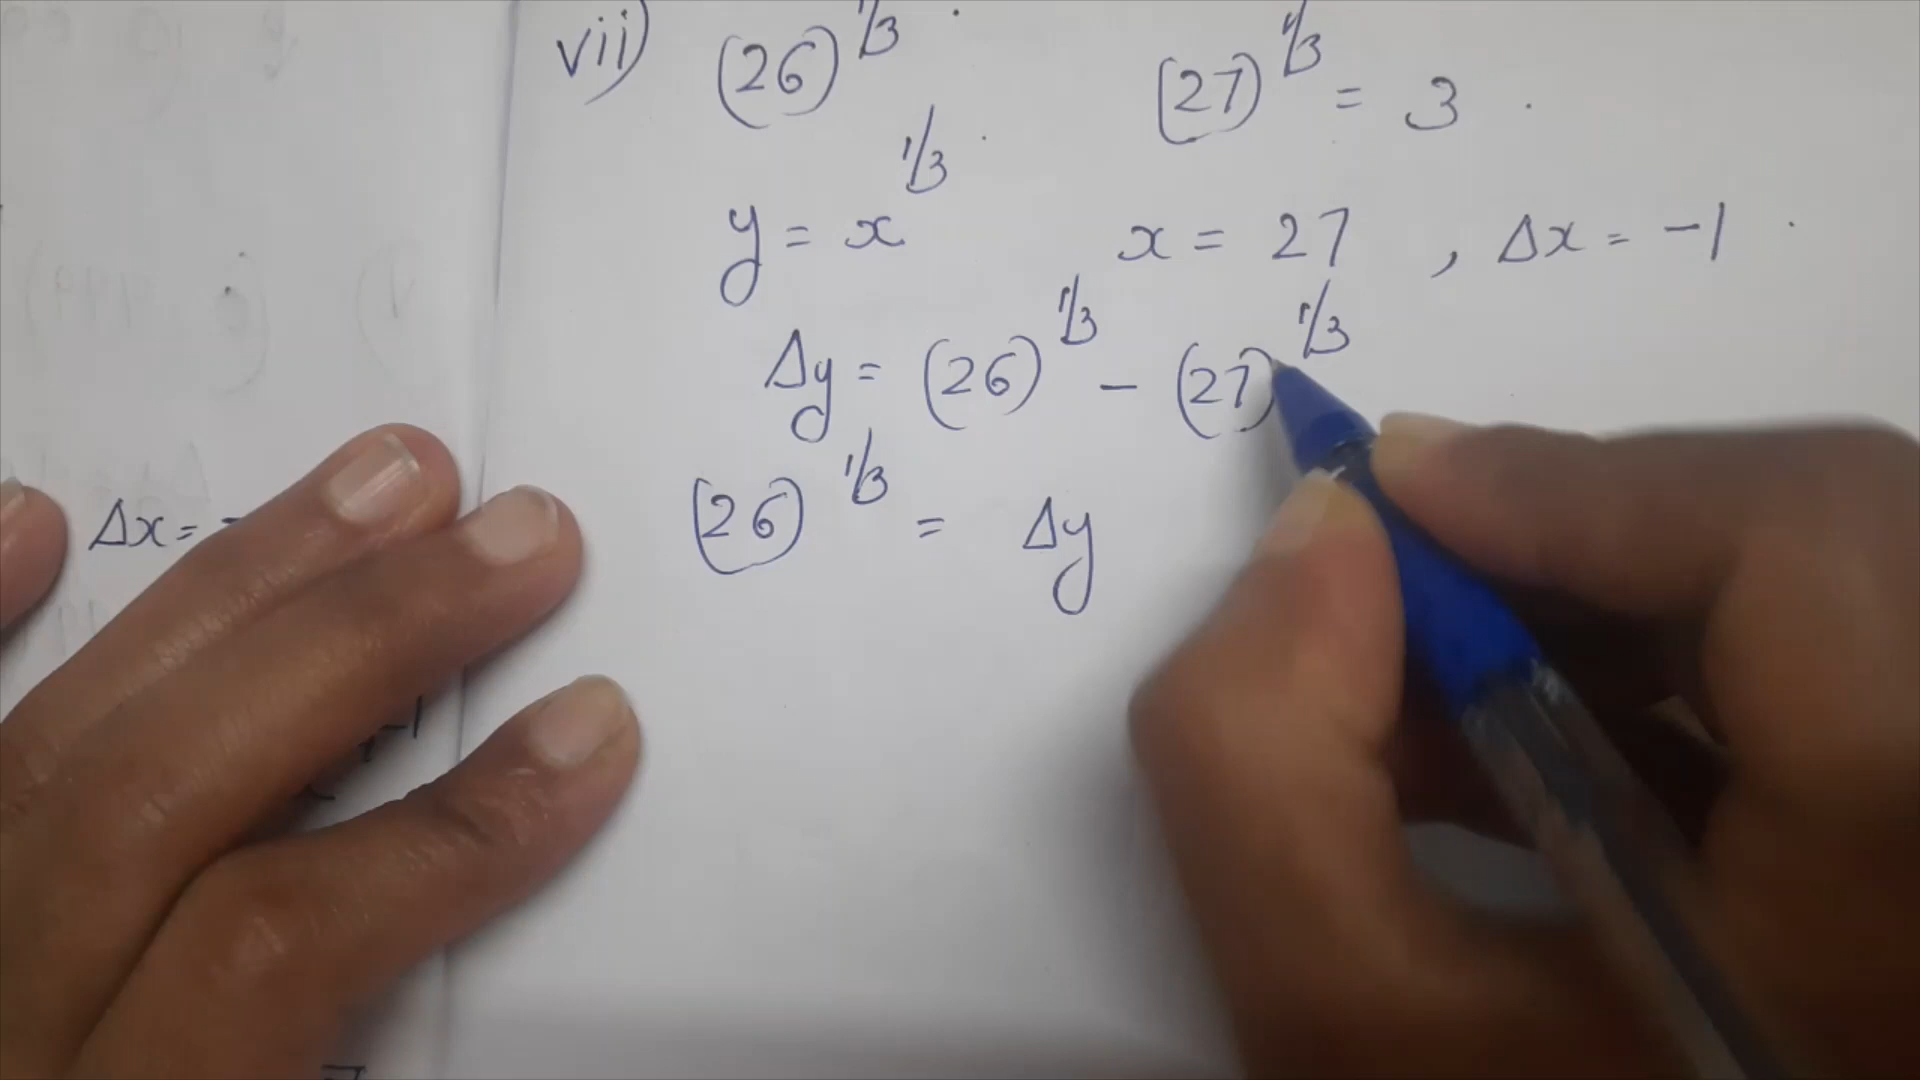 vii) (26)^1/3 . (27)^1/3 = 3 .
y = x^1/3 . x = 27 , Δx = -1 .
Δy = (26)^1/3 - (27)^1/3
(26)^1/3 = Δy
Δx =